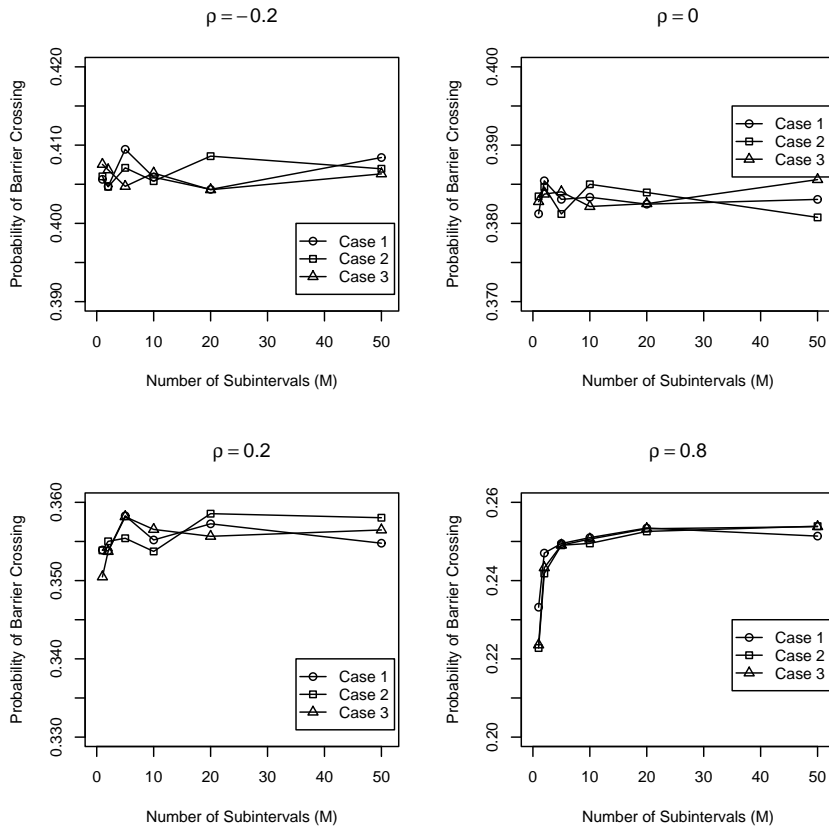 ρ = − 0.2
Probability of Barrier Crossing
0.420
0.410
0.400
0.390
Case 1
Case 2
Case 3
0 10 20 30 40 50
Number of Subintervals (M)
ρ = 0
Probability of Barrier Crossing
0.400
0.390
0.380
0.370
Case 1
Case 2
Case 3
0 10 20 30 40 50
Number of Subintervals (M)
ρ = 0.2
Probability of Barrier Crossing
0.360
0.350
0.340
0.330
Case 1
Case 2
Case 3
0 10 20 30 40 50
Number of Subintervals (M)
ρ = 0.8
Probability of Barrier Crossing
0.26
0.24
0.22
0.20
Case 1
Case 2
Case 3
0 10 20 30 40 50
Number of Subintervals (M)